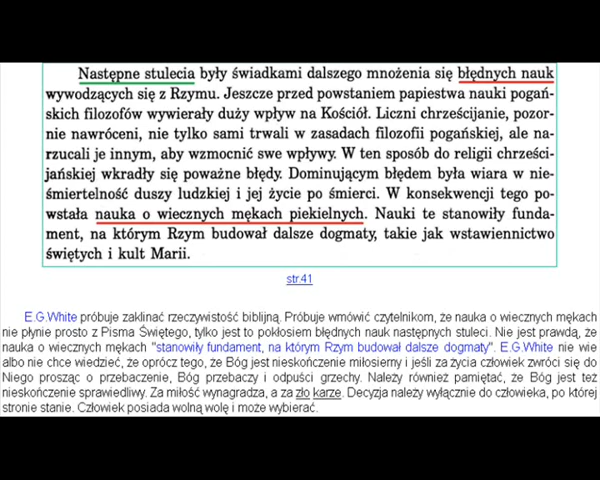 Następne stulecia były świadkami dalszego mnożenia się błędnych nauk
wywodzących się z Rzymu. Jeszcze przed powstaniem papiestwa nauki pogań-
skich filozofów wywierały duży wpływ na Kościół. Liczni chrześcijanie, pozor-
nie nawróceni, nie tylko sami trwali w zasadach filozofii pogańskiej, ale na-
rzucali je innym, aby wzmocnić swe wpływy. W ten sposób do religii chrześci-
jańskiej wkradły się poważne błędy. Dominującym błędem była wiara w nie-
śmiertelność duszy ludzkiej i jej życie po śmierci. W konsekwencji tego po-
wstała nauka o wiecznych mękach piekielnych. Nauki te stanowiły funda-
ment, na którym Rzym budował dalsze dogmaty, takie jak wstawiennictwo
świętych i kult Marii.
str.41
E.G.White próbuje zaklinać rzeczywistość biblijną. Próbuje wmówić czytelnikom, że nauka o wiecznych mękach
nie płynie prosto z Pisma Świętego, tylko jest to pokłosiem błędnych nauk następnych stuleci. Nie jest prawdą, że
nauka o wiecznych mękach "stanowiły fundament, na którym Rzym budował dalsze dogmaty". E.G.White nie wie
albo nie chce wiedzieć, że oprócz tego, że Bóg jest nieskończenie miłosierny i jeśli za życia człowiek zwróci się do
Niego prosząc o przebaczenie, Bóg przebaczy i odpuści grzechy. Należy również pamiętać, że Bóg jest też
nieskończenie sprawiedliwy. Za miłość wynagradza, a za zło karze. Decyzja należy wyłącznie do człowieka, po której
stronie stanie. Człowiek posiada wolną wolę i może wybierać.